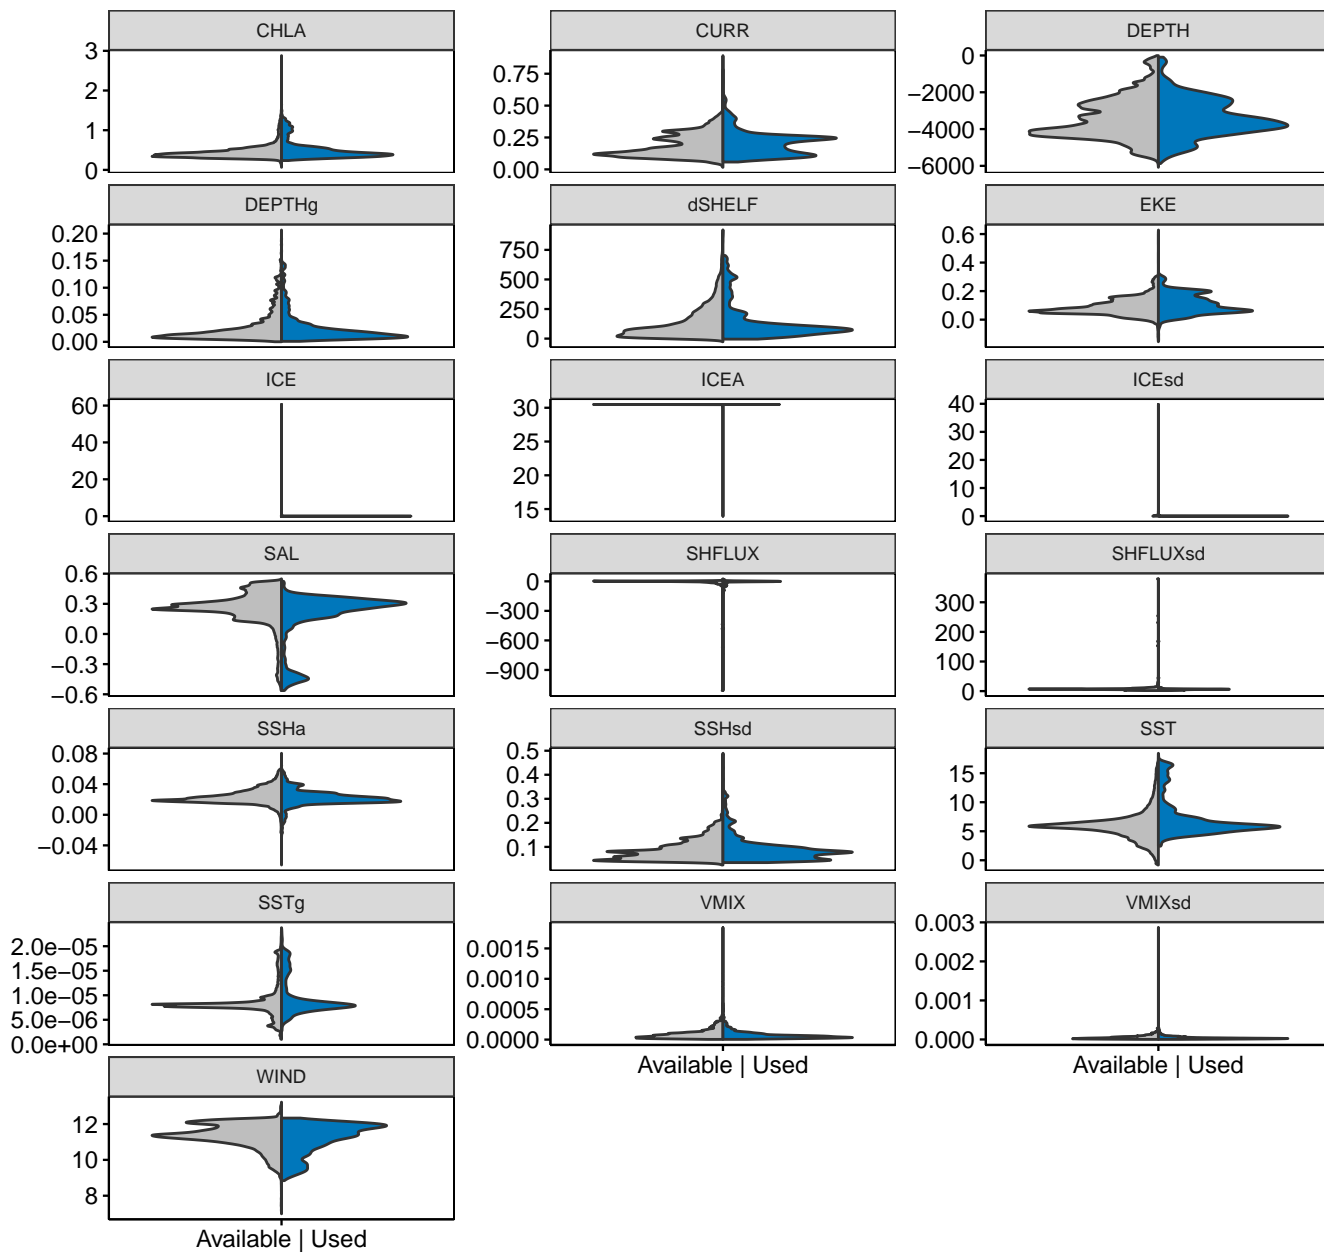 CHLA
3
2
1
0
CURR
0.75
0.50
0.25
0.00
DEPTH
0
−2000
−4000
−6000
DEPTHg
0.20
0.15
0.10
0.05
0.00
dSHELF
750
500
250
0
EKE
0.6
0.4
0.2
0.0
ICE
60
40
20
0
ICEA
30
25
20
15
ICEsd
40
30
20
10
0
SAL
0.6
0.3
0.0
−0.3
−0.6
SHFLUX
0
−300
−600
−900
SHFLUXsd
300
200
100
0
SSHa
0.08
0.04
0.00
−0.04
SSHsd
0.5
0.4
0.3
0.2
0.1
SST
15
10
5
0
SSTg
2.0e−05
1.5e−05
1.0e−05
5.0e−06
0.0e+00
VMIX
0.0015
0.0010
0.0005
0.0000
Available | Used
VMIXsd
0.003
0.002
0.001
0.000
Available | Used
WIND
12
10
8
Available | Used